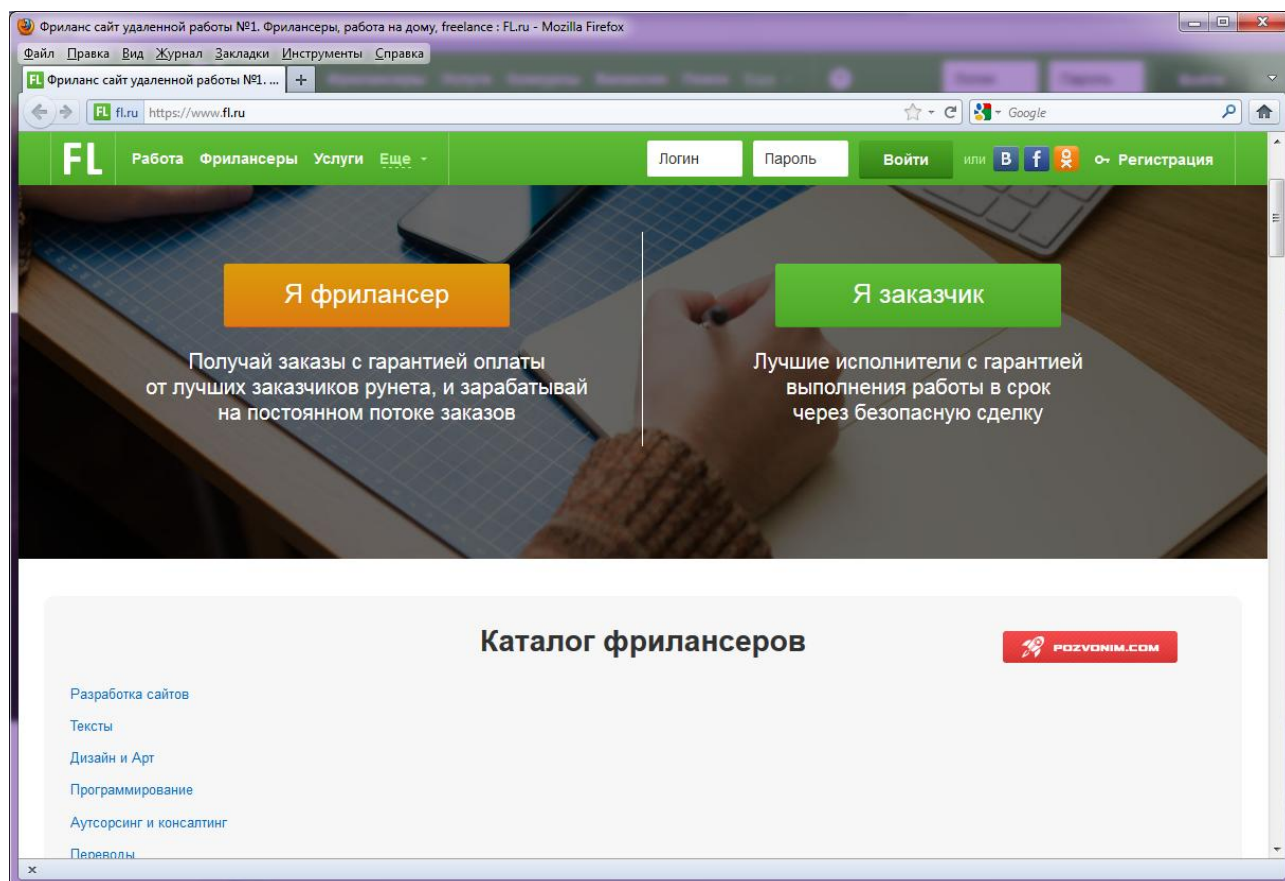 Фриланс сайт удаленной работы №1. Фрилансеры, работа на дому, freelance : FL.ru - Mozilla Firefox
Файл Правка Вид Журнал Закладки Инструменты Справка
FL Фриланс сайт удаленной работы №1. ... +
FL fl.ru https://www.fl.ru Google
FL Работа Фрилансеры Услуги Еще Логин Пароль Войти или В f Регистрация
Я фрилансер
Получай заказы с гарантией оплаты
от лучших заказчиков рунета, и зарабатывай
на постоянном потоке заказов
Я заказчик
Лучшие исполнители с гарантией
выполнения работы в срок
через безопасную сделку
Каталог фрилансеров
POZVONIM.COM
Разработка сайтов
Тексты
Дизайн и Арт
Программирование
Аутсорсинг и консалтинг
Переводы